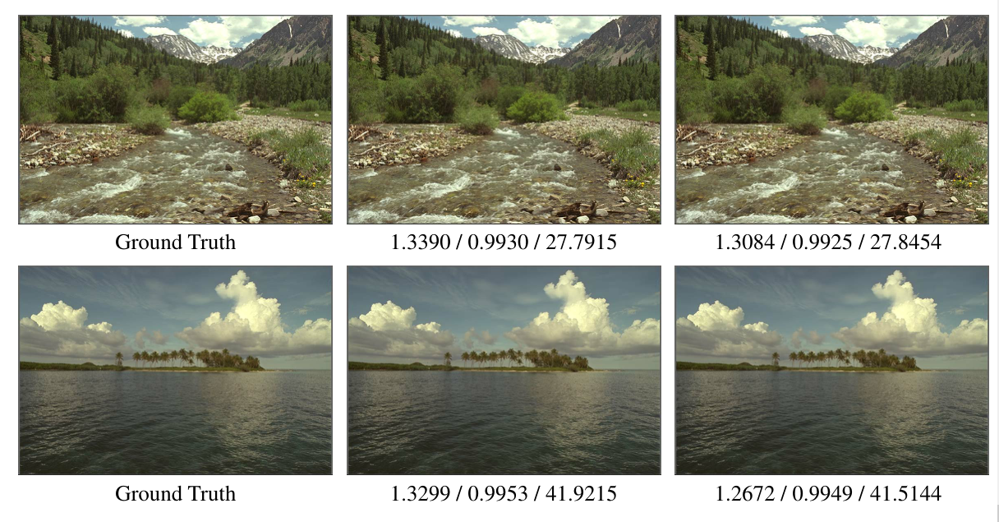 Ground Truth 1.3390 / 0.9930 / 27.7915 1.3084 / 0.9925 / 27.8454
Ground Truth 1.3299 / 0.9953 / 41.9215 1.2672 / 0.9949 / 41.5144